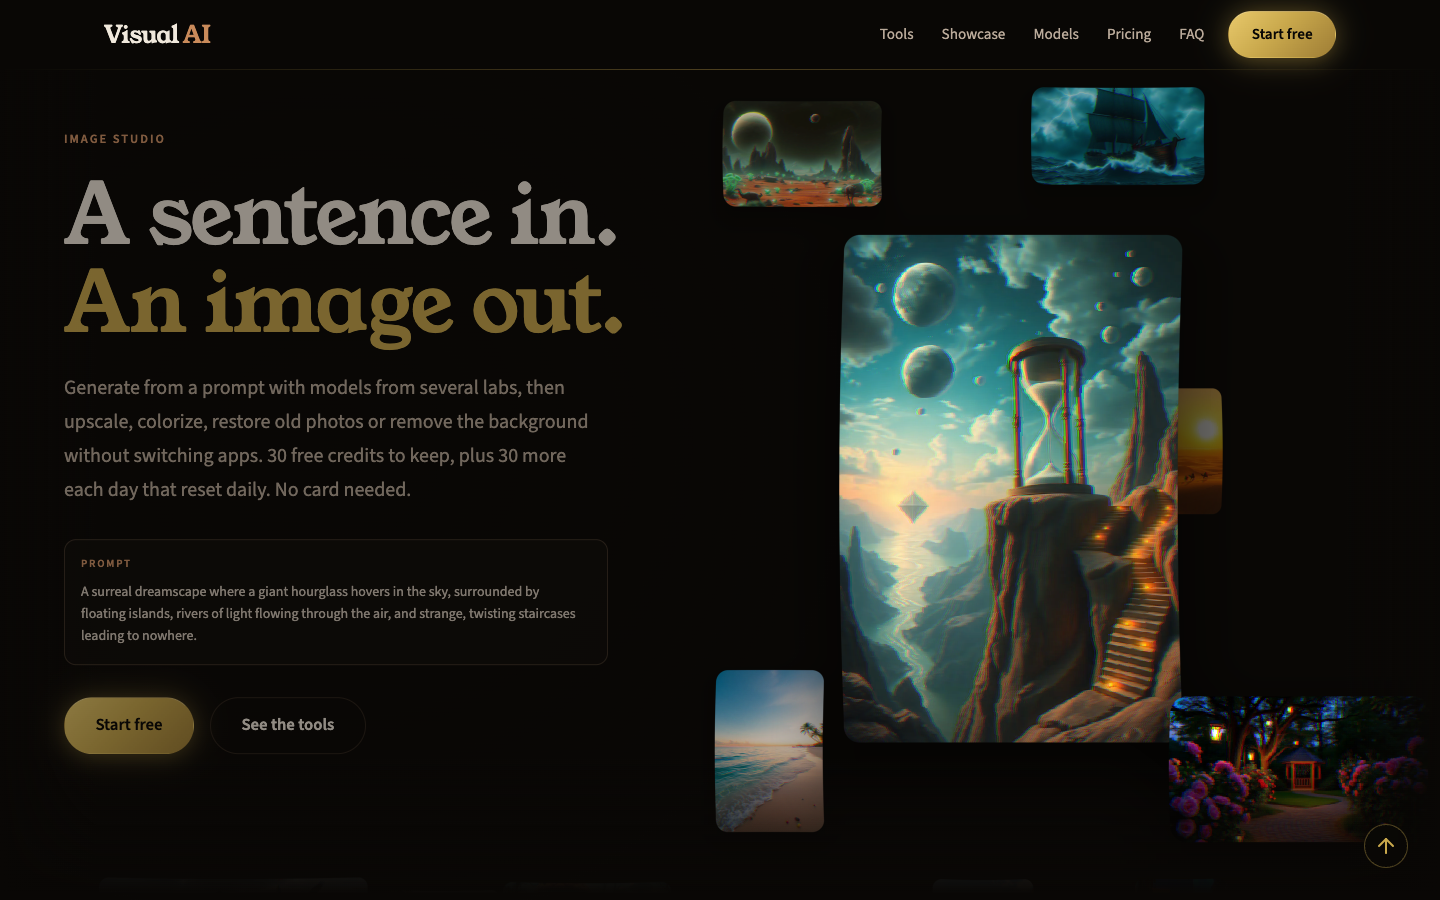 Visual AI
Tools
Showcase
Models
Pricing
FAQ
Start free
IMAGE STUDIO
A sentence in.
An image out.
Generate from a prompt with models from several labs, then
upscale, colorize, restore old photos or remove the background
without switching apps. 30 free credits to keep, plus 30 more
each day that reset daily. No card needed.
PROMPT
A surreal dreamscape where a giant hourglass hovers in the sky, surrounded by
floating islands, rivers of light flowing through the air, and strange, twisting staircases
leading to nowhere.
Start free
See the tools